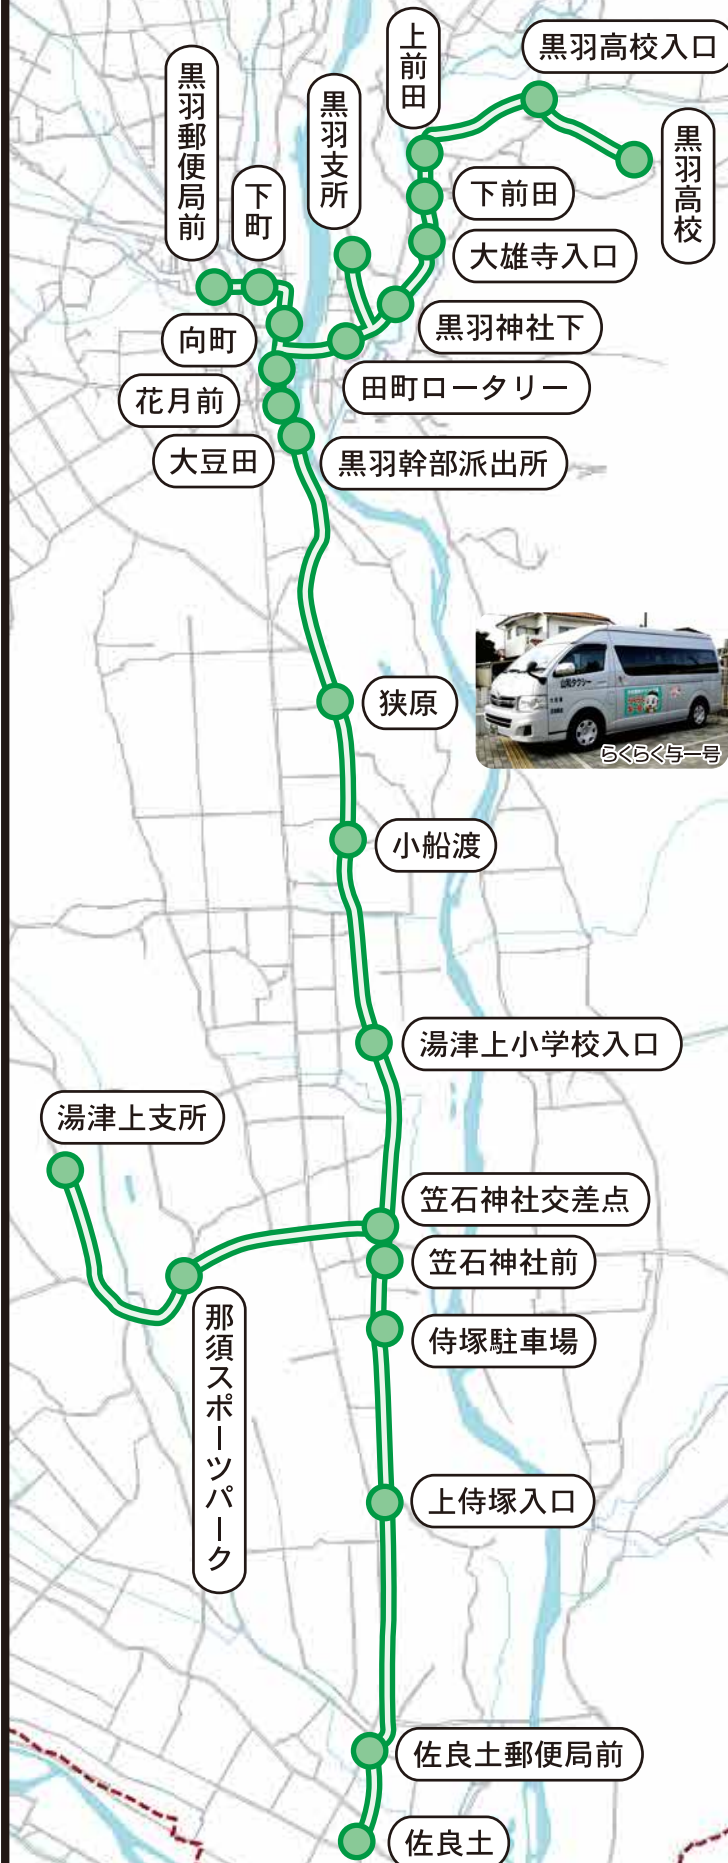 黒羽高校入口
上前田
黒羽郵便局前
黒羽支所
黒羽高校
下町
下前田
大雄寺入口
黒羽神社下
向町
田町ロータリー
花月前
大豆田
黒羽幹部派出所
狭原
山和タクシー
らくらく与一号
小船渡
湯津上小学校入口
湯津上支所
笠石神社交差点
笠石神社前
那須スポーツパーク
侍塚駐車場
上侍塚入口
佐良土郵便局前
佐良土